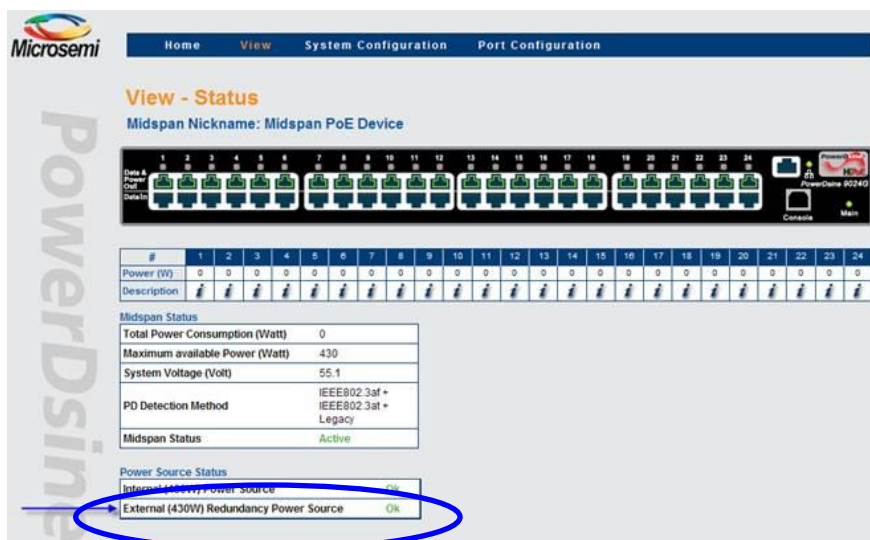 Microsemi
Home View System Configuration Port Configuration
View - Status
Midspan Nickname: Midspan PoE Device
PowerDsine
1 2 3 4 5 6 7 8 9 10 11 12 13 14 15 16 17 18 19 20 21 22 23 24
Data & Power Out
Data In
HiPoE
PowerDsine 9024G
Console Main
# 1 2 3 4 5 6 7 8 9 10 11 12 13 14 15 16 17 18 19 20 21 22 23 24
Power (W) 0 0 0 0 0 0 0 0 0 0 0 0 0 0 0 0 0 0 0 0 0 0 0 0
Description i i i i i i i i i i i i i i i i i i i i i i i i
Midspan Status
Total Power Consumption (Watt) 0
Maximum available Power (Watt) 430
System Voltage (Volt) 55.1
PD Detection Method IEEE802.3af +
IEEE802.3at +
Legacy
Midspan Status Active
Power Source Status
Internal Power Source Ok
External (430W) Redundancy Power Source Ok